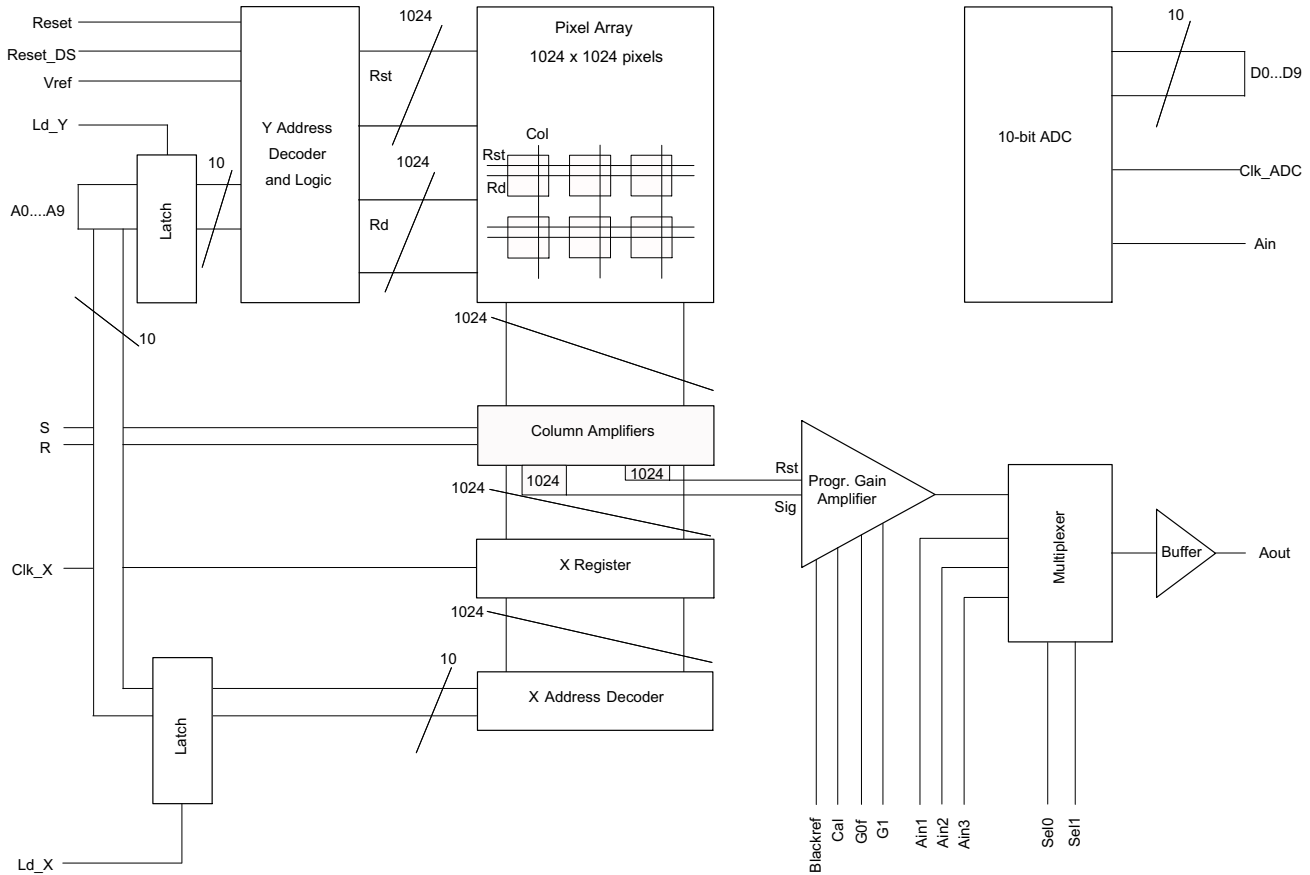 Reset
Reset_DS
Vref
Ld_Y
A0....A9
10
Latch
10
Y Address
Decoder
and Logic
1024
Rst
1024
Rd
Pixel Array
1024 x 1024 pixels
Col
Rst
Rd
10-bit ADC
10
D0...D9
Clk_ADC
Ain
1024
S
R
Column Amplifiers
1024
1024
1024
Rst
Sig
Progr. Gain
Amplifier
Multiplexer
Buffer
Aout
Clk_X
X Register
1024
10
X Address Decoder
Latch
Ld_X
Blackref
Cal
G0f
G1
Ain1
Ain2
Ain3
Sel0
Sel1